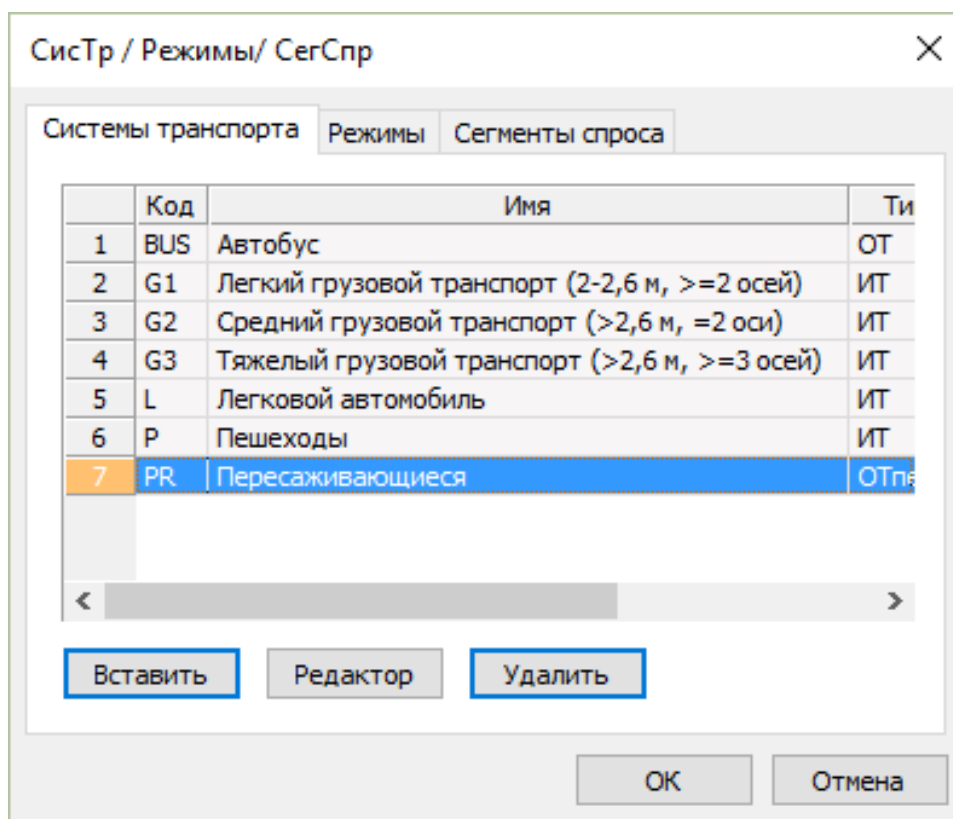 СисТр / Режимы/ СегСпр
Системы транспорта Режимы Сегменты спроса
Код Имя Ти
1 BUS Автобус ОТ
2 G1 Легкий грузовой транспорт (2-2,6 м, >=2 осей) ИТ
3 G2 Средний грузовой транспорт (>2,6 м, =2 оси) ИТ
4 G3 Тяжелый грузовой транспорт (>2,6 м, >=3 осей) ИТ
5 L Легковой автомобиль ИТ
6 P Пешеходы ИТ
7 PR Пересаживающиеся ОТпе
Вставить Редактор Удалить
ОК Отмена